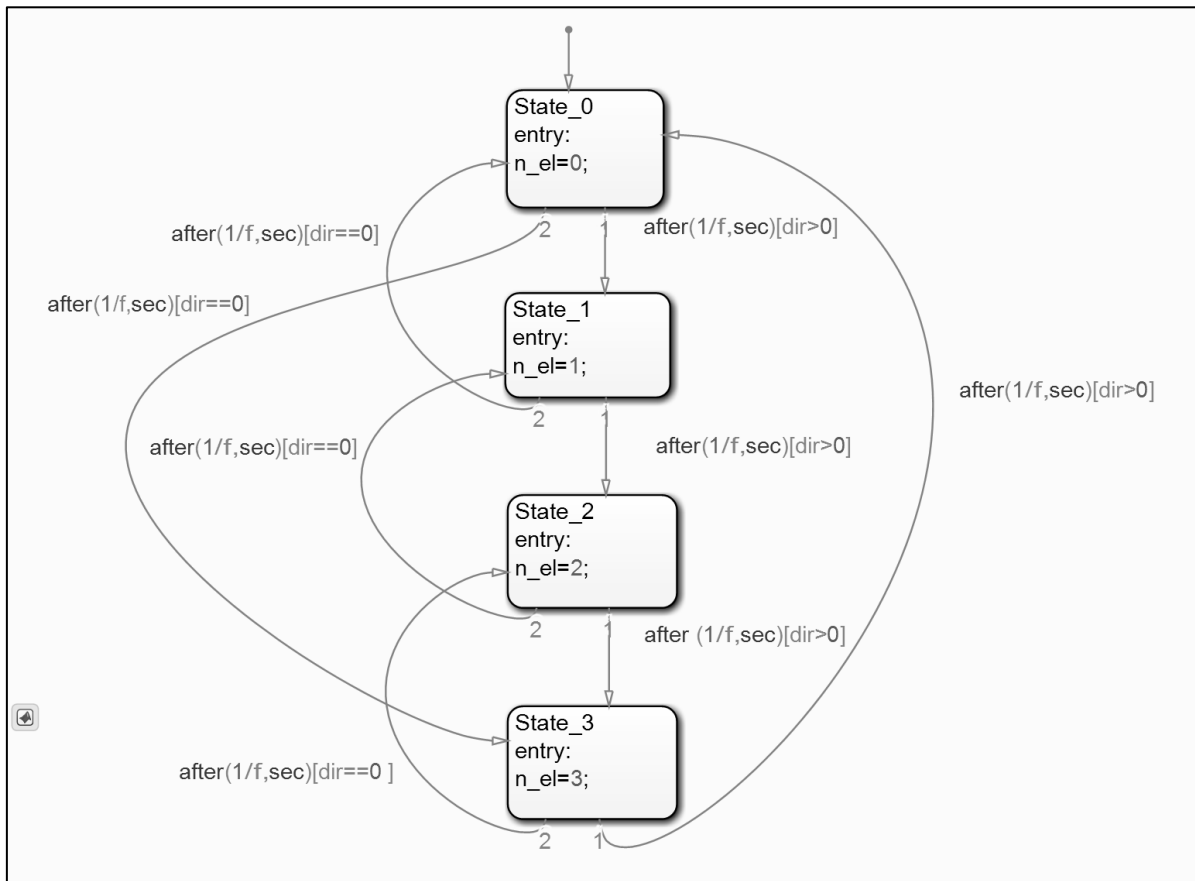 State_0
entry:
n_el=0;
2
1
after(1/f,sec)[dir>0]
after(1/f,sec)[dir==0]
after(1/f,sec)[dir==0]
State_1
entry:
n_el=1;
2
1
after(1/f,sec)[dir>0]
after(1/f,sec)[dir>0]
after(1/f,sec)[dir==0]
State_2
entry:
n_el=2;
2
1
after (1/f,sec)[dir>0]
State_3
entry:
n_el=3;
after(1/f,sec)[dir==0 ]
2
1